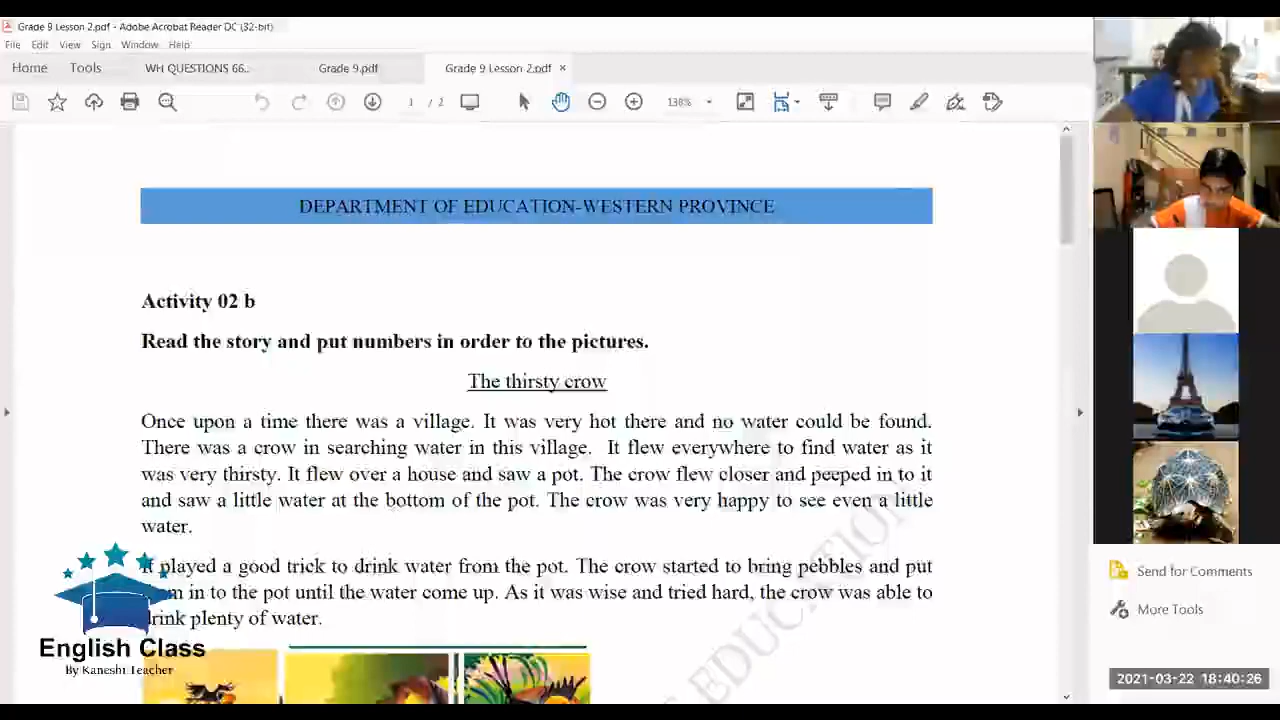 Grade 9 Lesson 2.pdf - Adobe Acrobat Reader DC (32-bit)
File Edit View Sign Window Help
Home Tools WH QUESTIONS 66... Grade 9.pdf Grade 9 Lesson 2.pdf ×
1 / 2 138%
DEPARTMENT OF EDUCATION-WESTERN PROVINCE
Activity 02 b
Read the story and put numbers in order to the pictures.
The thirsty crow
Once upon a time there was a village. It was very hot there and no water could be found.
There was a crow in searching water in this village. It flew everywhere to find water as it
was very thirsty. It flew over a house and saw a pot. The crow flew closer and peeped in to it
and saw a little water at the bottom of the pot. The crow was very happy to see even a little
water.
It played a good trick to drink water from the pot. The crow started to bring pebbles and put
in to the pot until the water come up. As it was wise and tried hard, the crow was able to
drink plenty of water.
EDUCATION
English Class
By Kaneshi Teacher
Send for Comments
More Tools
2021-03-22 18:40:26